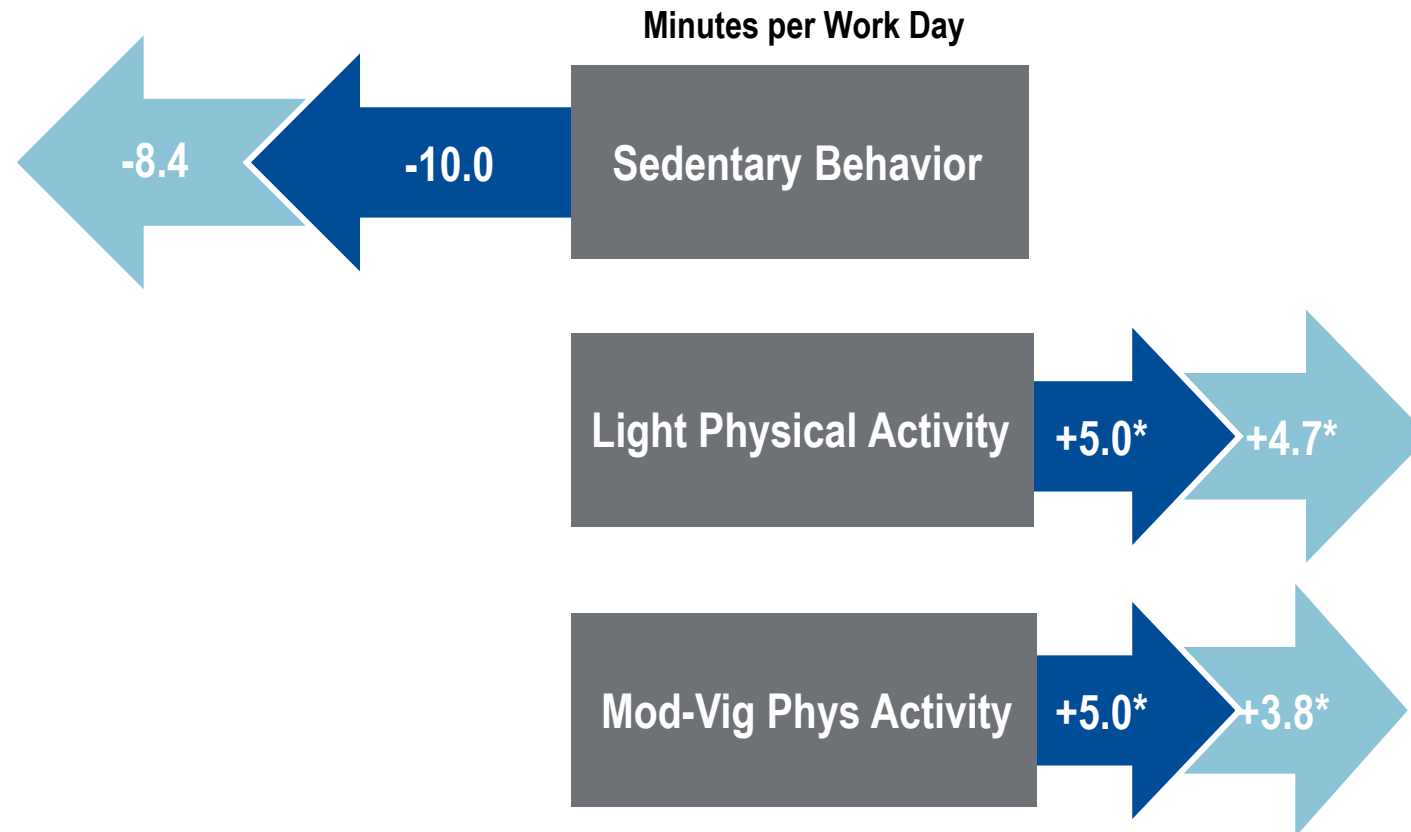 Minutes per Work Day
-8.4
-10.0
Sedentary Behavior
Light Physical Activity
+5.0*
+4.7*
Mod-Vig Phys Activity
+5.0*
+3.8*